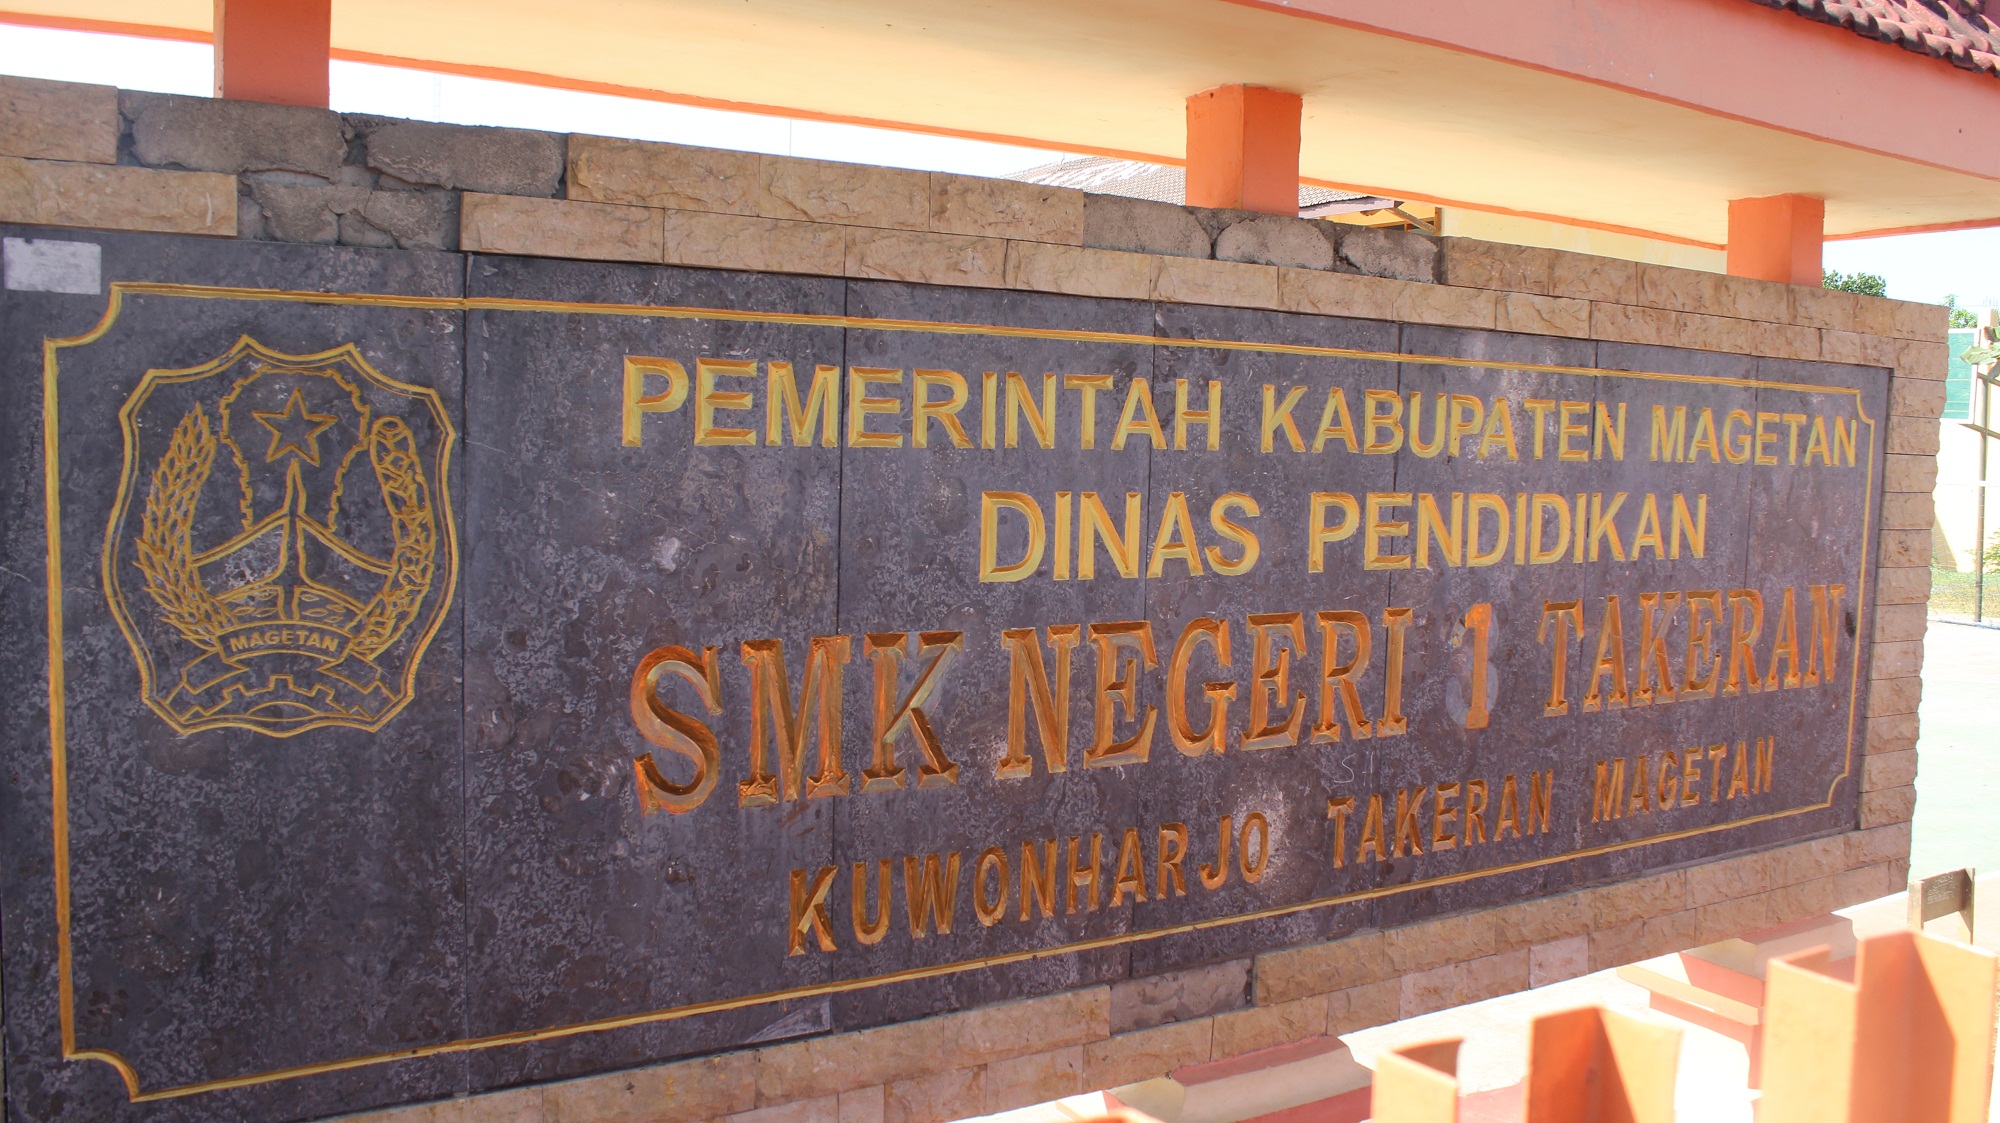 MAGETAN
PEMERINTAH KABUPATEN MAGETAN
DINAS PENDIDIKAN
SMK NEGERI 1 TAKERAN
KUWONHARJO TAKERAN MAGETAN